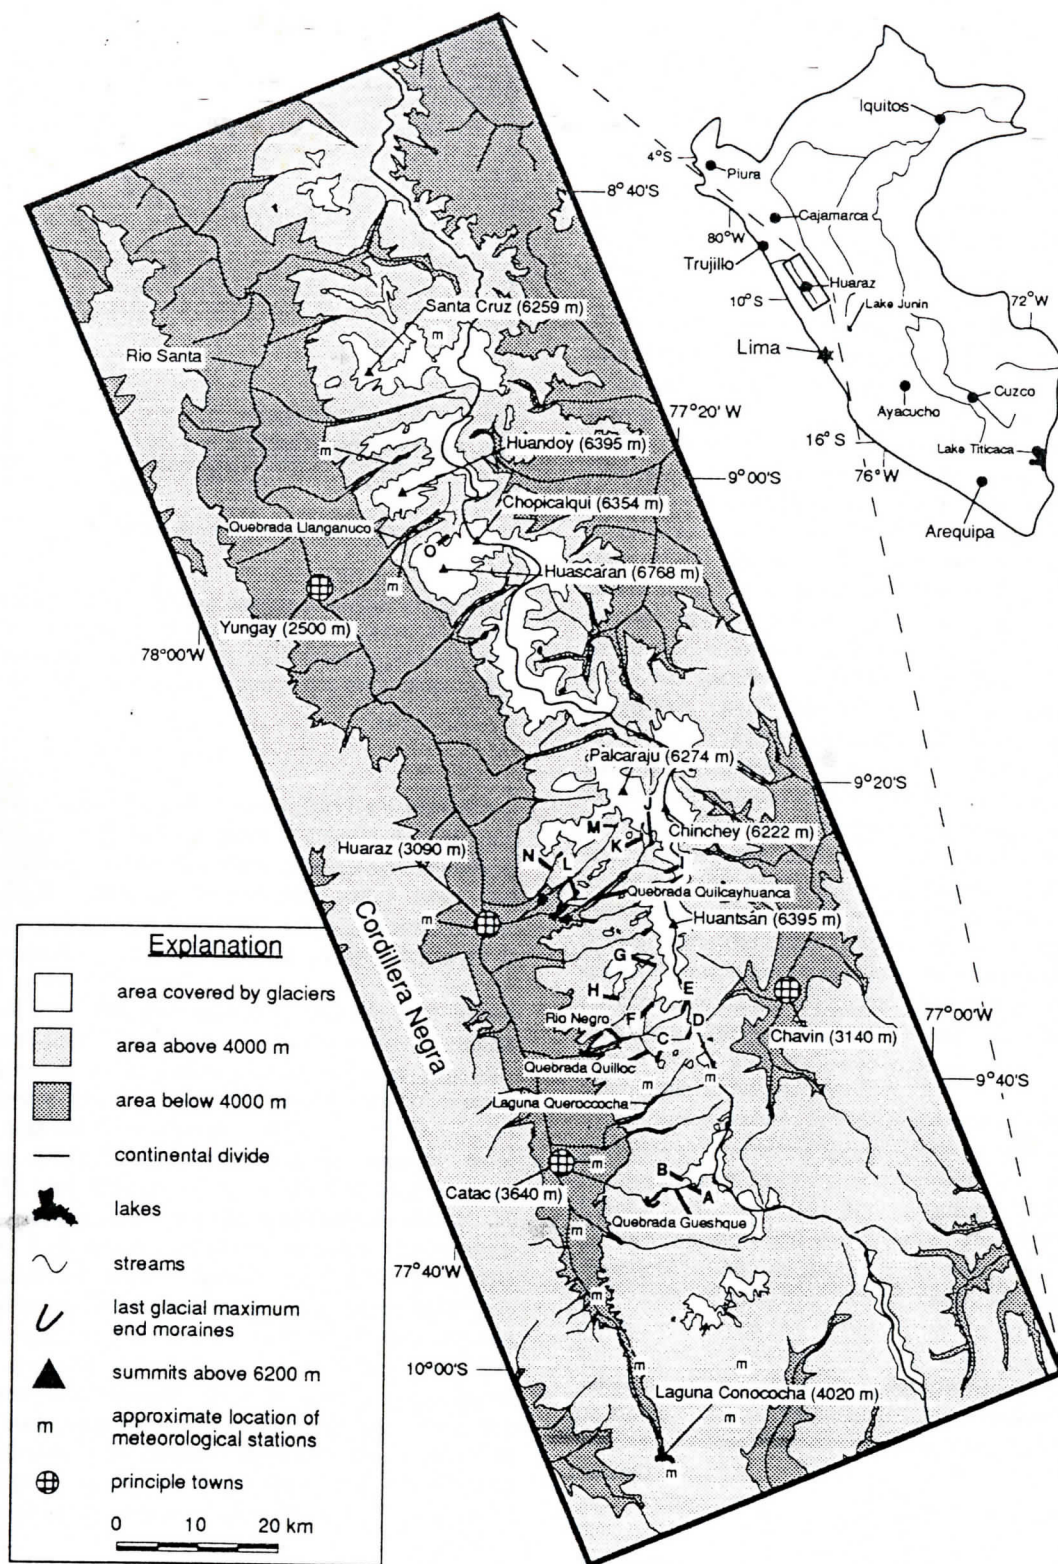 Iquitos
4°S
Piura
8°40'S
Cajamarca
80°W
Trujillo
Huaraz
10°S
Lake Junin
72°W
Lima
Ayacucho
Cuzco
16°S
Lake Titicaca
76°W
Arequipa
Santa Cruz (6259 m)
m
Rio Santa
77°20' W
Huandoy (6395 m)
m
9°00'S
Chopicalqui (6354 m)
Quebrada Llanganuco
O
Huascaran (6768 m)
m
Yungay (2500 m)
78°00'W
Palcaraju (6274 m)
9°20'S
J
M
Chinchey (6222 m)
Huaraz (3090 m)
K
N
L
I
Quebrada Quilcayhuanca
m
Huantsán (6395 m)
Cordillera Negra
G
H
E
Rio Negro
F
D
77°00'W
C
Chavin (3140 m)
Quebrada Quilloc
m
m
9°40'S
Laguna Queroccocha
m
B
Catac (3640 m)
A
Quebrada Gueshque
m
77°40'W
m
m
10°00'S
m
m
Laguna Conococha (4020 m)
m
m
Explanation
area covered by glaciers
area above 4000 m
area below 4000 m
continental divide
lakes
streams
last glacial maximum
end moraines
summits above 6200 m
m
approximate location of
meteorological stations
principle towns
0 10 20 km